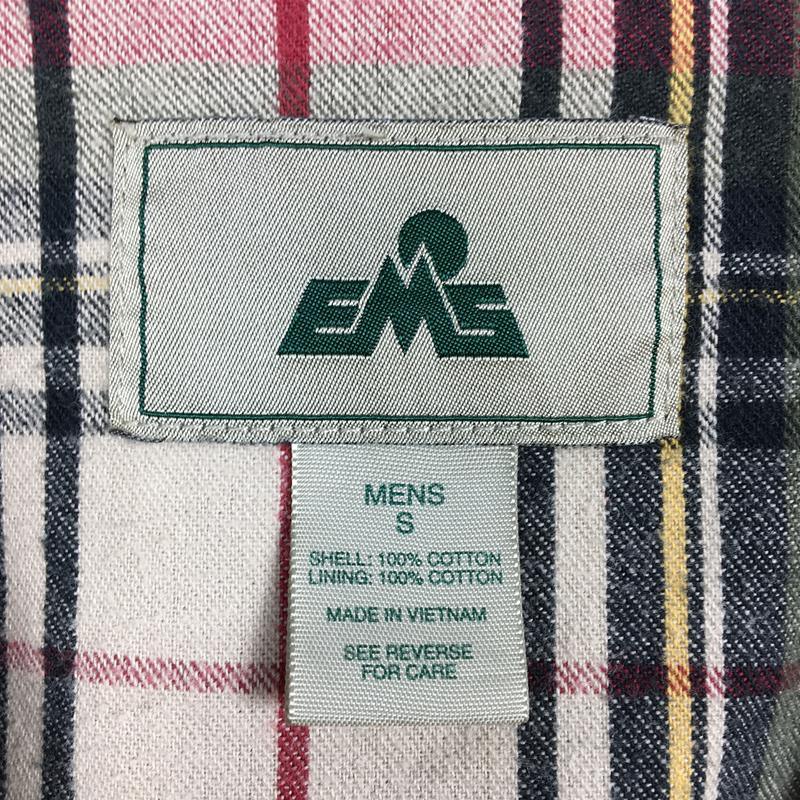 EMS
MENS
S
SHELL: 100% COTTON
LINING: 100% COTTON
MADE IN VIETNAM
SEE REVERSE
FOR CARE